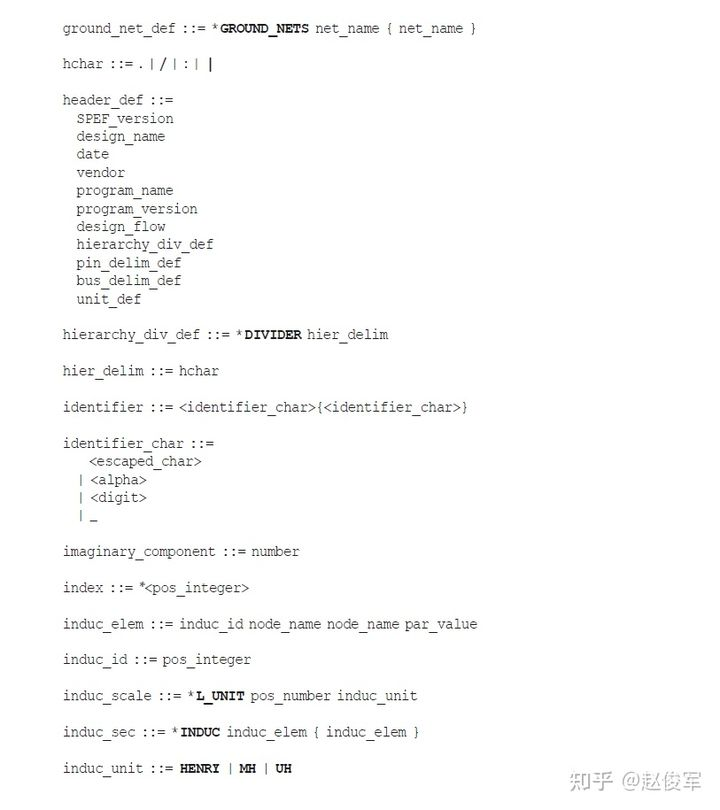 ground_net_def ::= *GROUND_NETS net_name { net_name }
hchar ::= . | / | : | |
header_def ::=
SPEF_version
design_name
date
vendor
program_name
program_version
design_flow
hierarchy_div_def
pin_delim_def
bus_delim_def
unit_def
hierarchy_div_def ::= *DIVIDER hier_delim
hier_delim ::= hchar
identifier ::= <identifier_char>{<identifier_char>}
identifier_char ::=
<escaped_char>
| <alpha>
| <digit>
| _
imaginary_component ::= number
index ::= *<pos_integer>
induc_elem ::= induc_id node_name node_name par_value
induc_id ::= pos_integer
induc_scale ::= *L_UNIT pos_number induc_unit
induc_sec ::= *INDUC induc_elem { induc_elem }
induc_unit ::= HENRI | MH | UH
知乎 @赵俊军